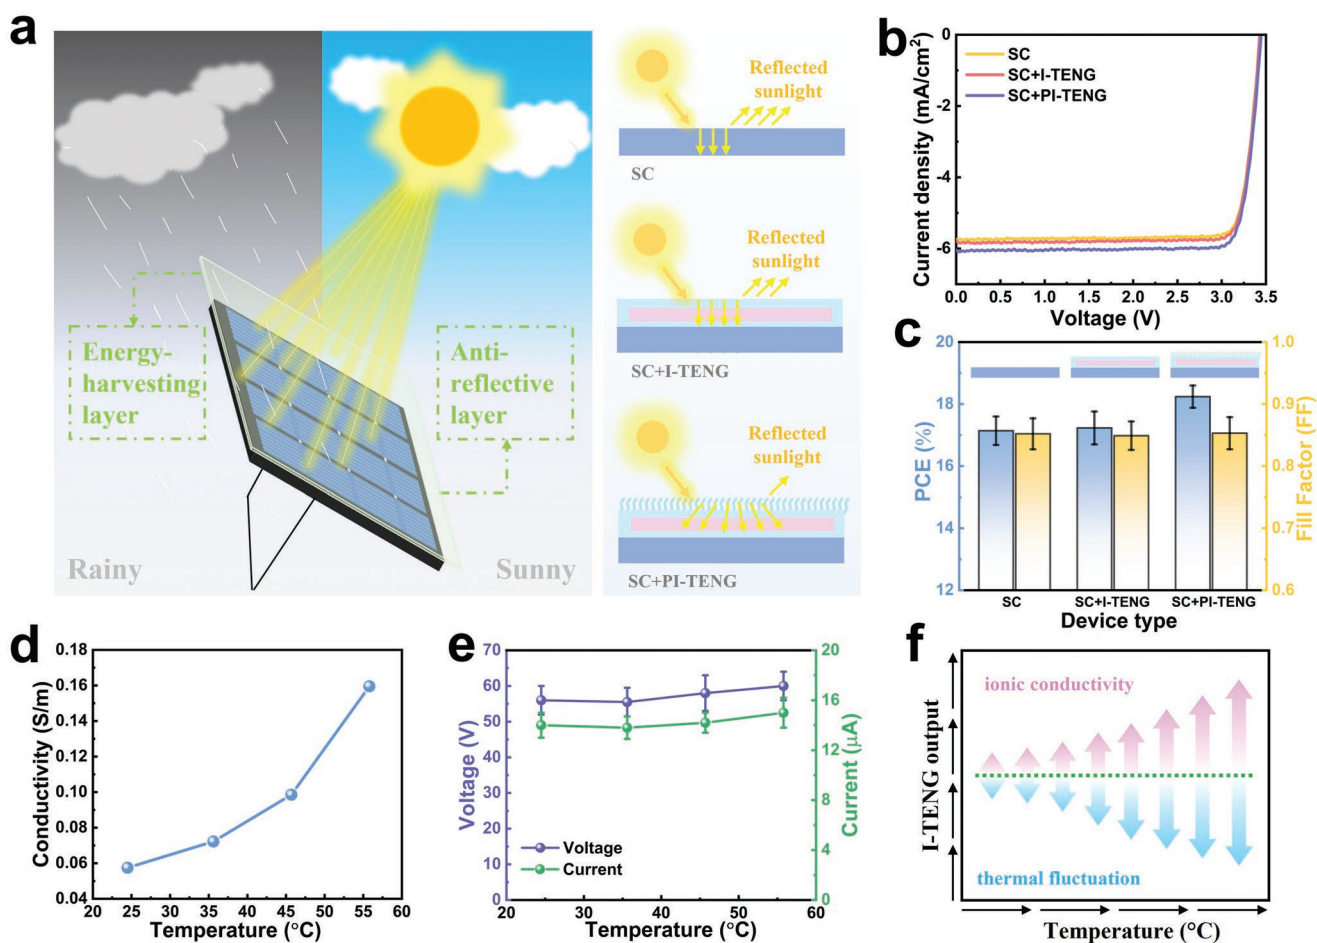 a
Rainy
Sunny
Energy-
harvesting
layer
Anti-
reflective
layer
Reflected
sunlight
SC
Reflected
sunlight
SC+I-TENG
Reflected
sunlight
SC+PI-TENG
b
SC
SC+I-TENG
SC+PI-TENG
Current density (mA/cm²)
0
-2
-4
-6
0.0 0.5 1.0 1.5 2.0 2.5 3.0 3.5
Voltage (V)
c
PCE (%)
20
18
16
14
12
Fill Factor (FF)
1.0
0.9
0.8
0.7
0.6
SC SC+I-TENG SC+PI-TENG
Device type
d
Conductivity (S/m)
0.18
0.16
0.14
0.12
0.10
0.08
0.06
0.04
20 25 30 35 40 45 50 55 60
Temperature (°C)
e
Voltage (V)
70
60
50
40
30
20
10
0
Current (μA)
20
16
12
8
4
0
Voltage
Current
20 30 40 50 60
Temperature (°C)
f
I-TENG output
ionic conductivity
thermal fluctuation
Temperature (°C)